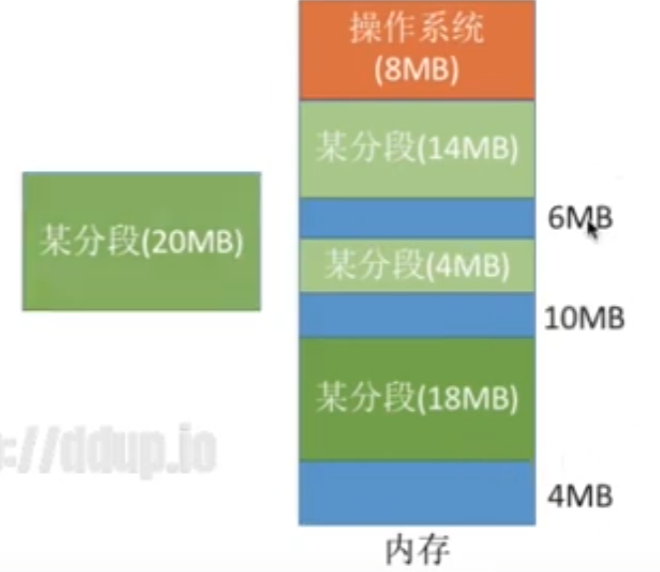 操作系统
(8MB)
某分段(14MB)
6MB
某分段(20MB)
某分段(4MB)
10MB
某分段(18MB)
://ddup.io
4MB
内存